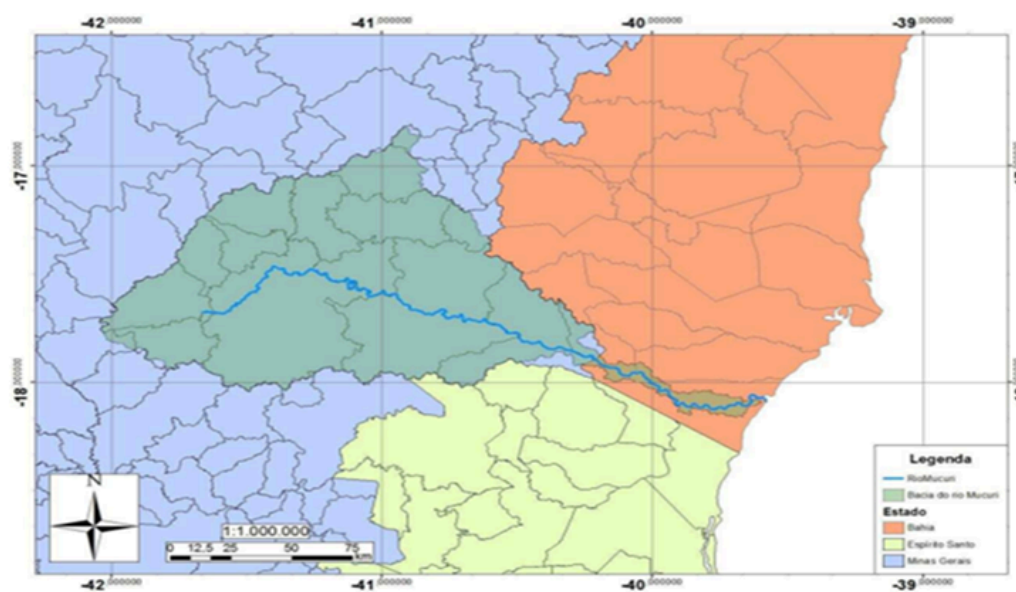 -42,000000 -41,000000 -40,000000 -39,000000
-17,000000
-18,000000
N
1:1.000.000
0 12,5 25 50 75
km
Legenda
RioMucuri
Bacia do rio Mucuri
Estado
Bahia
Espírito Santo
Minas Gerais
-42,000000 -41,000000 -40,000000 -39,000000